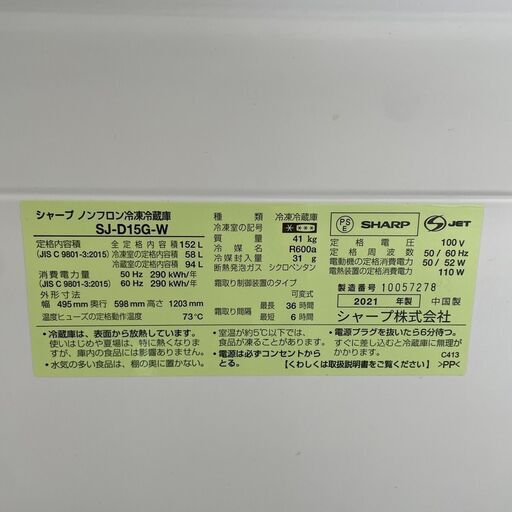 シャープ ノンフロン冷凍冷蔵庫
SJ-D15G-W
定格内容積 全定格内容積 152 L
(JIS C 9801-3:2015) 冷凍室の定格内容積 58 L
冷蔵室の定格内容積 94 L
消費電力量 50 Hz 290 kWh/年
(JIS C 9801-3:2015) 60 Hz 290 kWh/年
外形寸法
幅 495 mm 奥行 598 mm 高さ 1203 mm
温度ヒューズの定格動作温度 73℃
種類 冷凍冷蔵庫
冷凍室の記号
質量 41 kg
冷媒 R600a
冷媒封入量 31 g
断熱発泡ガス シクロペンタン
霜取り制御装置のタイプ
可変式
霜取り間隔 最長 36 時間
最短 6 時間
PS
E
SHARP
JET
定格電圧 100 V
定格周波数 50 / 60 Hz
電動機の定格消費電力 50 / 52 W
電熱装置の定格消費電力 110 W
製造番号 10057278
2021 年製 中国製
シャープ株式会社
•冷蔵庫は、表面から放熱しています。
使いはじめや夏場は、特に熱くなりますが、庫内の食品には影響ありません。
•水気の多い食品は、棚の奥に置かない。
•室温が約5℃以下では、食品が凍ることがあります。
•電源は必ずコンセントからとる。
•電源プラグを抜いたら6分待つ。
すぐに差し込むと冷蔵庫に無理がかかり、故障の原因。
C413
【くわしくは取扱説明書をご覧ください】 >PP<